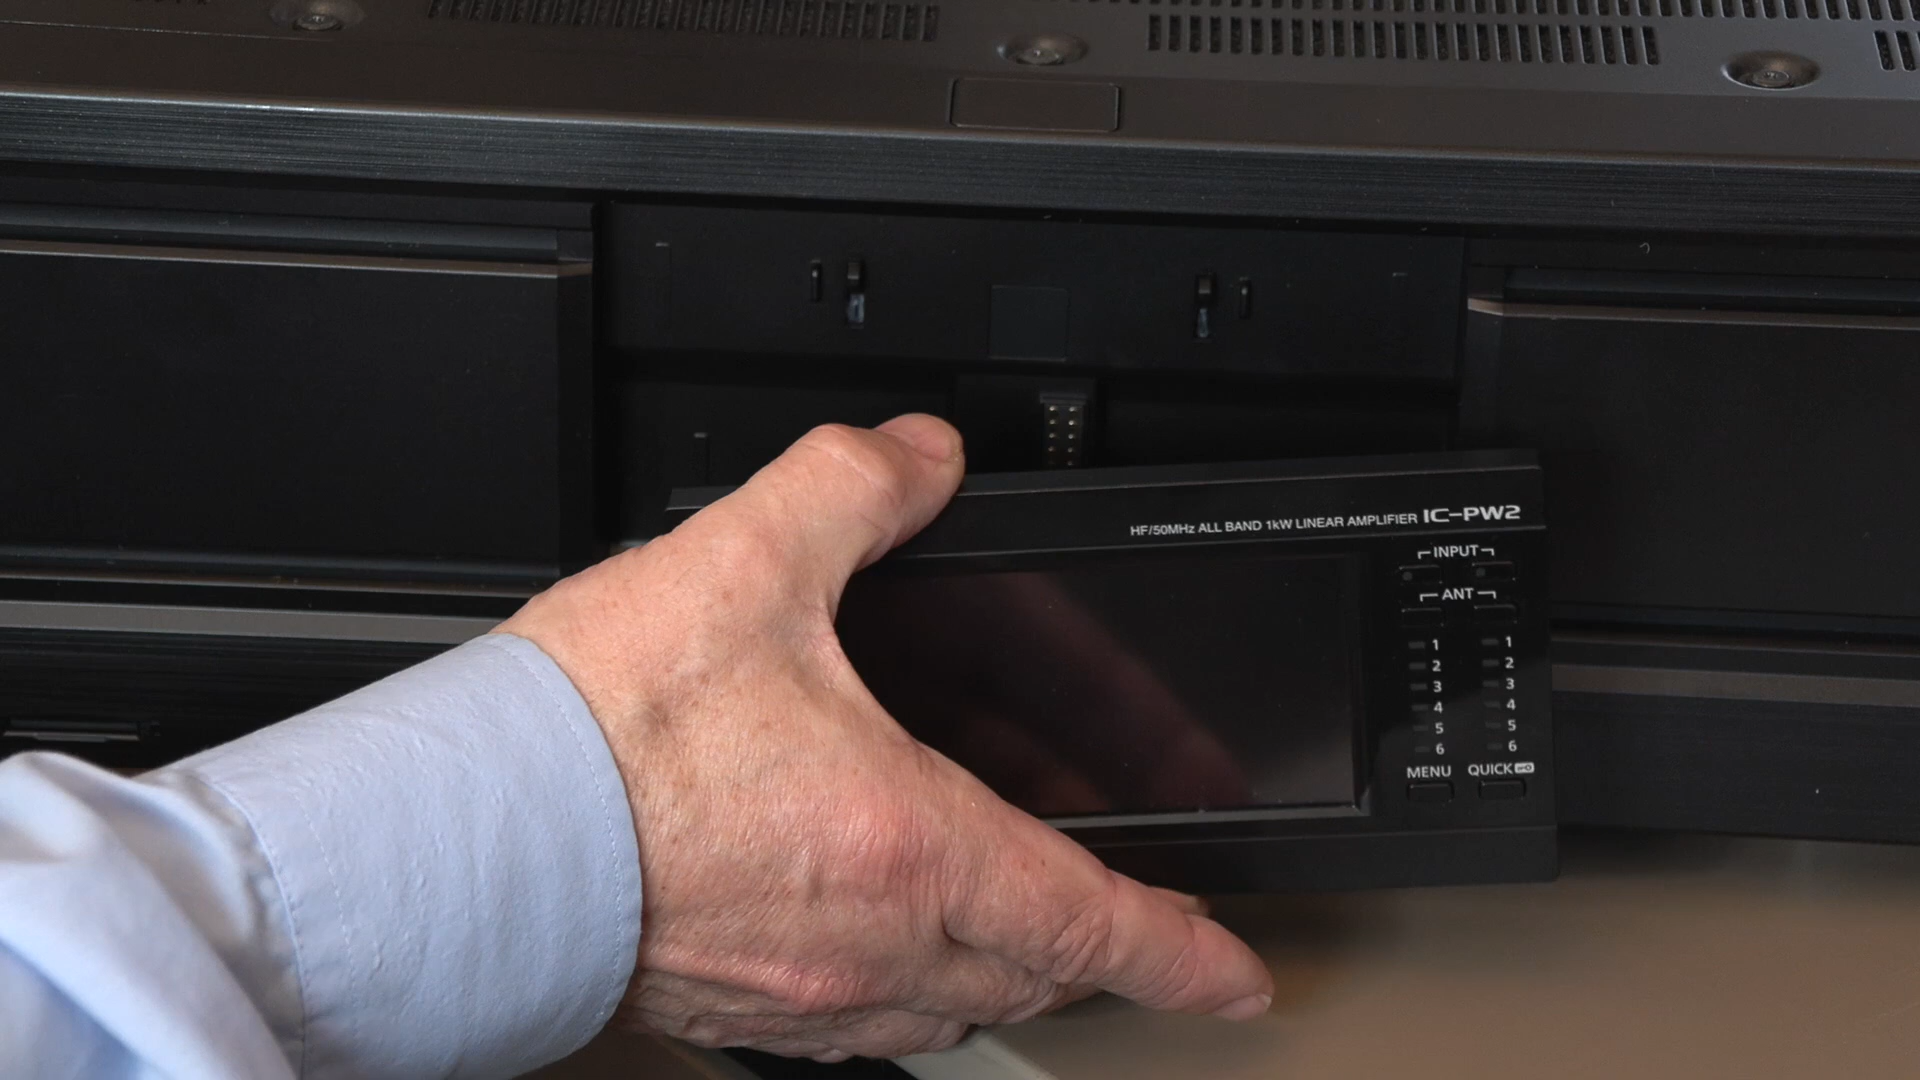 HF/50MHz ALL BAND 1kW LINEAR AMPLIFIER IC-PW2
INPUT
ANT
1 1
2 2
3 3
4 4
5 5
6 6
MENU QUICK